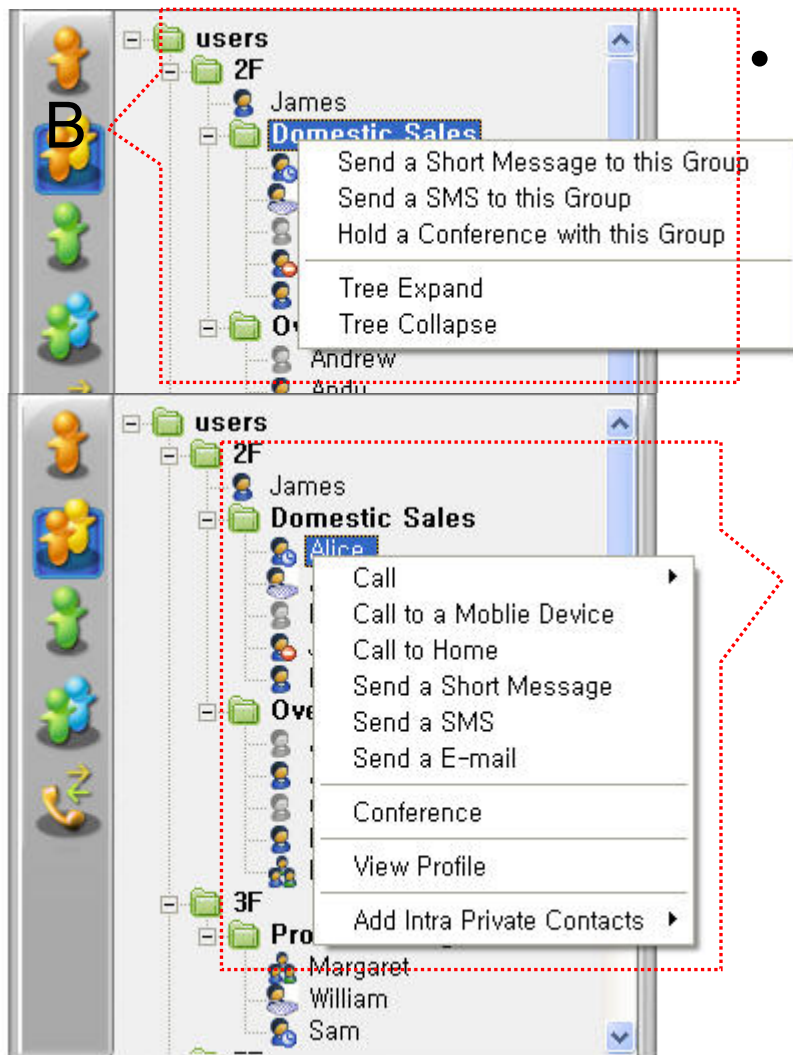 users
2F
B
James
Domestic Sales
Send a Short Message to this Group
Send a SMS to this Group
Hold a Conference with this Group
Tree Expand
Tree Collapse
Andrew
•
users
2F
James
Domestic Sales
Alice
Call
Call to a Moblie Device
Call to Home
Send a Short Message
Send a SMS
Send a E-mail
Conference
View Profile
Add Intra Private Contacts
3F
Margaret
William
Sam